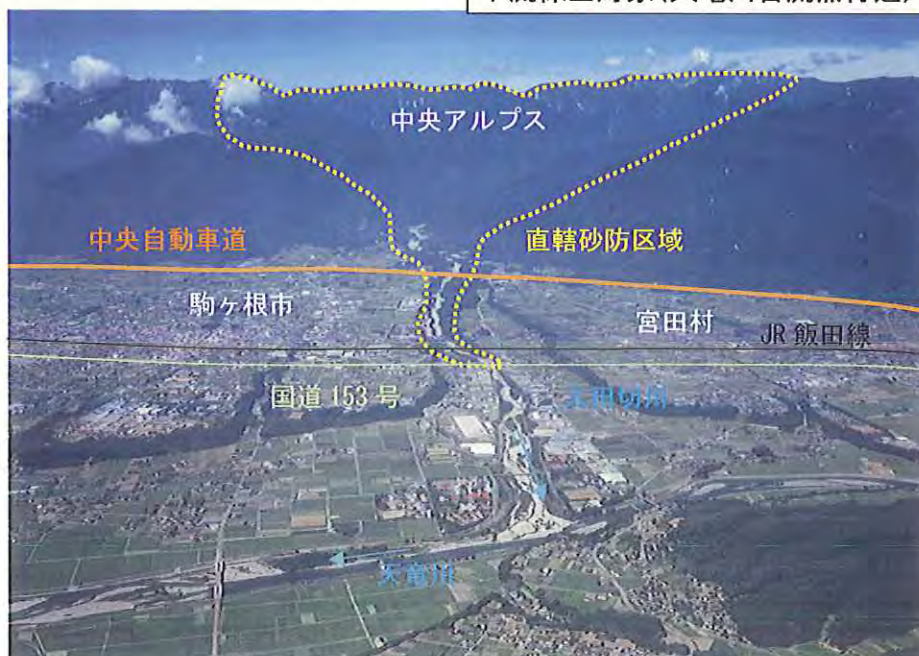 中央アルプス
中央自動車道
直轄砂防区域
駒ヶ根市
宮田村
JR 飯田線
国道 153 号
太田切川
天竜川